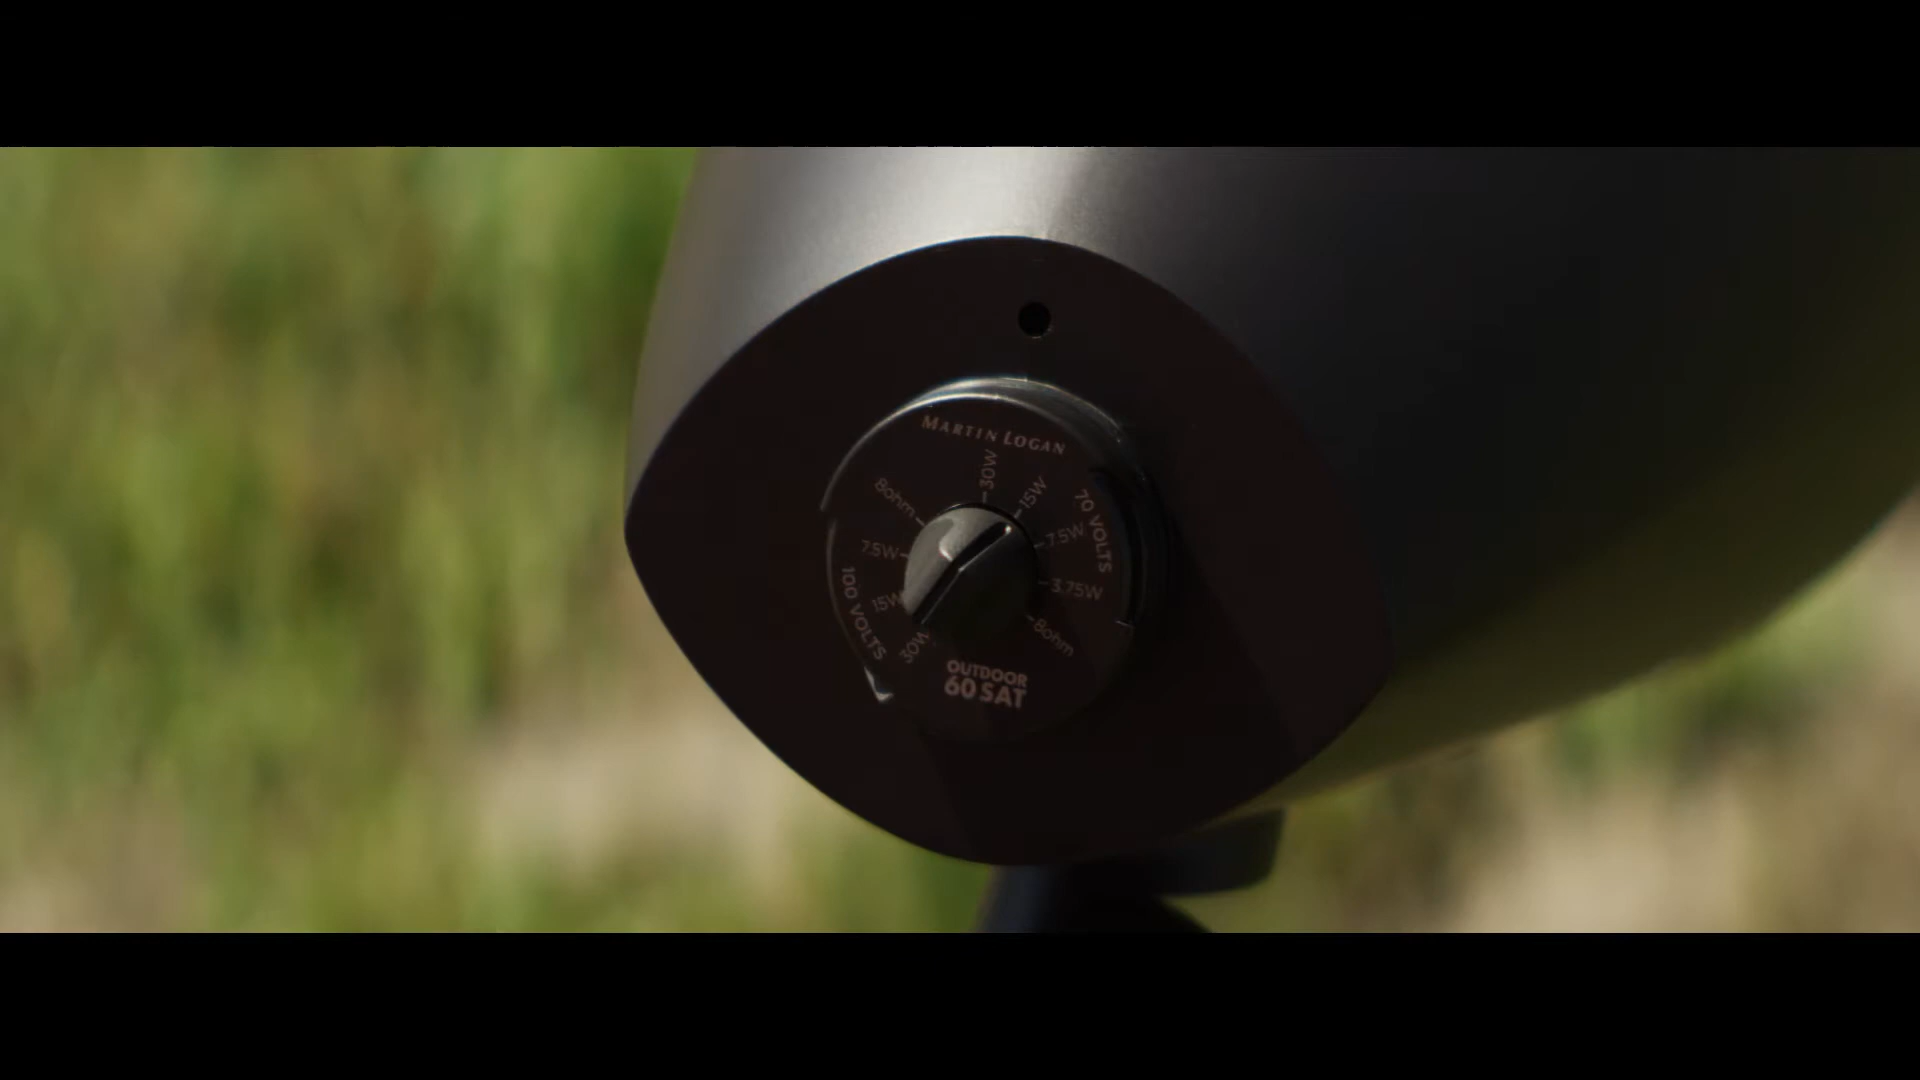 MARTIN LOGAN
30W
15W
7.5W
3.75W
8ohm
70 VOLTS
8ohm
7.5W
15W
30W
100 VOLTS
OUTDOOR
60 SAT